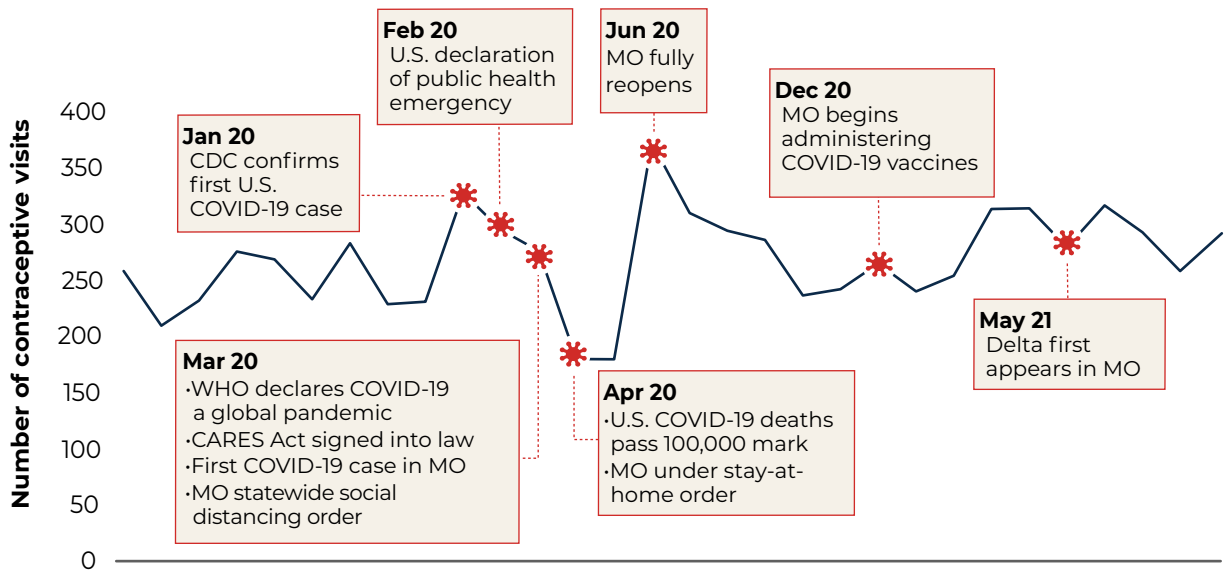 Number of contraceptive visits
400
350
300
250
200
150
100
50
0
Jan 20
CDC confirms
first U.S.
COVID-19 case
Feb 20
U.S. declaration
of public health
emergency
Mar 20
·WHO declares COVID-19
a global pandemic
·CARES Act signed into law
·First COVID-19 case in MO
·MO statewide social
distancing order
Apr 20
·U.S. COVID-19 deaths
pass 100,000 mark
·MO under stay-at-
home order
Jun 20
MO fully
reopens
Dec 20
MO begins
administering
COVID-19 vaccines
May 21
Delta first
appears in MO